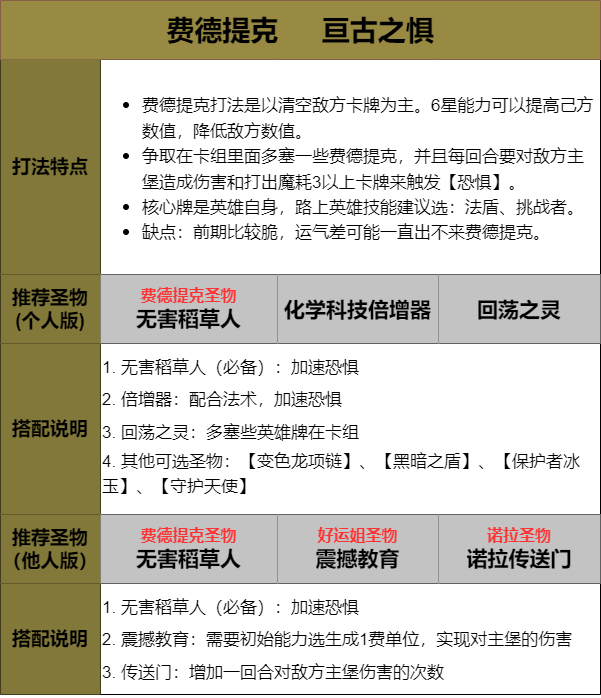 费德提克 亘古之惧
打法特点
• 费德提克打法是以清空敌方卡牌为主。6星能力可以提高己方
数值，降低敌方数值。
• 争取在卡组里面多塞一些费德提克，并且每回合要对敌方主
堡造成伤害和打出魔耗3以上卡牌来触发【恐惧】。
• 核心牌是英雄自身，路上英雄技能建议选：法盾、挑战者。
• 缺点：前期比较脆，运气差可能一直出不来费德提克。
推荐圣物
(个人版)
费德提克圣物
无害稻草人
化学科技倍增器
回荡之灵
搭配说明
1. 无害稻草人（必备）：加速恐惧
2. 倍增器：配合法术，加速恐惧
3. 回荡之灵：多塞些英雄牌在卡组
4. 其他可选圣物：【变色龙项链】、【黑暗之盾】、【保护者冰
玉】、【守护天使】
推荐圣物
（他人版）
费德提克圣物
无害稻草人
好运姐圣物
震撼教育
诺拉圣物
诺拉传送门
搭配说明
1. 无害稻草人（必备）：加速恐惧
2. 震撼教育：需要初始能力选生成1费单位，实现对主堡的伤害
3. 传送门：增加一回合对敌方主堡伤害的次数